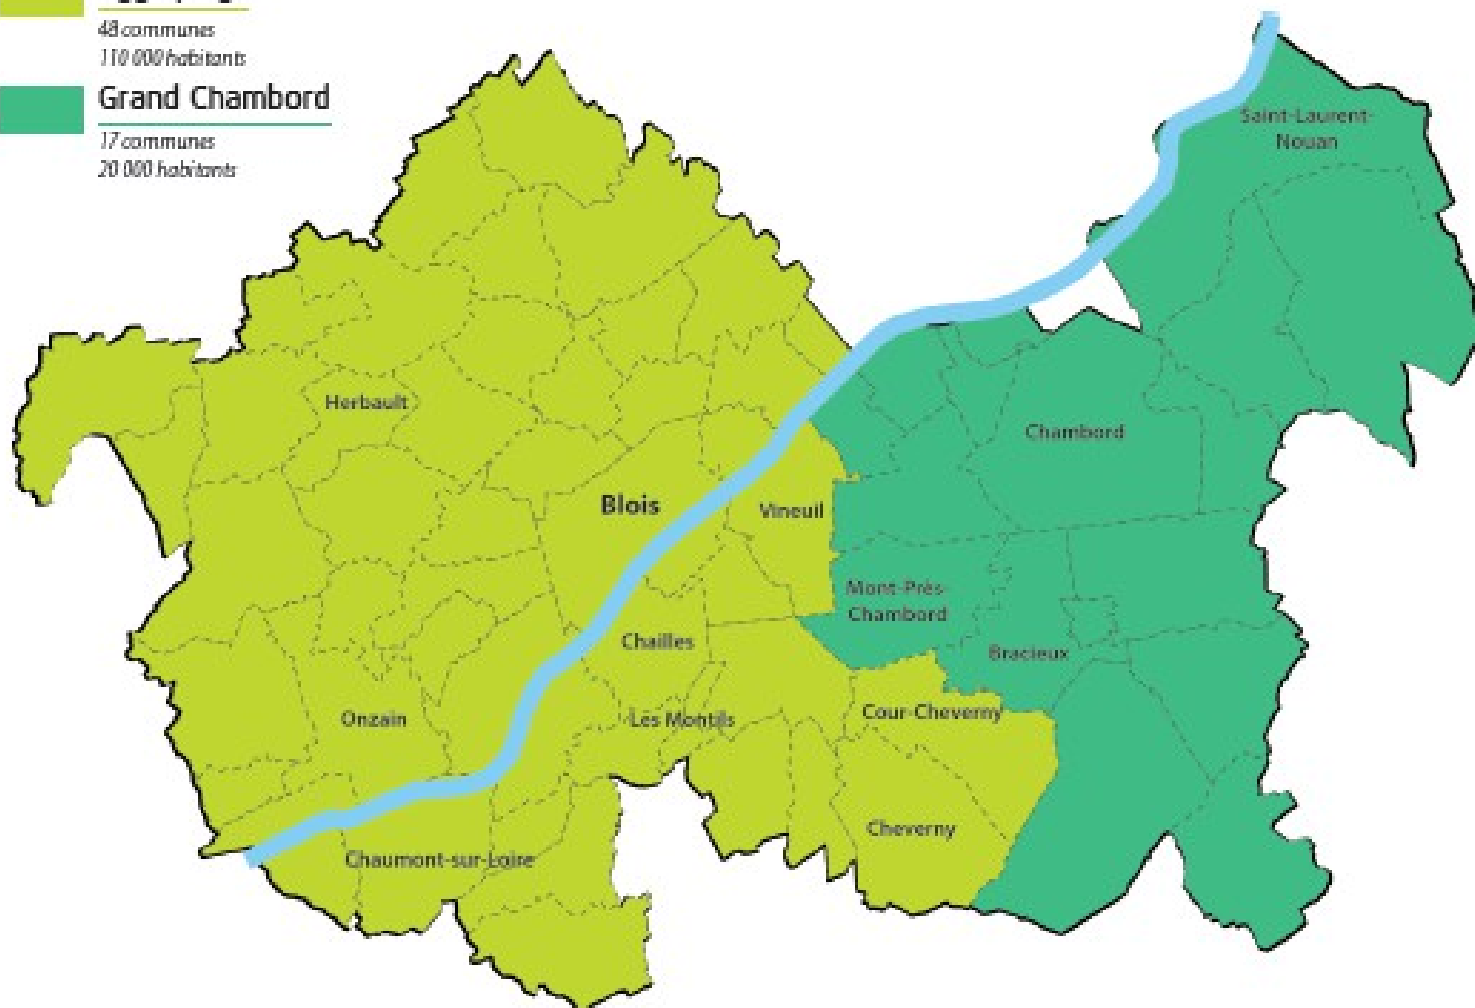 48 communes
110 000 habitants
Grand Chambord
17 communes
20 000 habitants
Saint-Laurent-
Nouan
Herbault
Chambord
Blois
Vineuil
Mont-Près-
Chambord
Chailles
Bracieux
Onzain
Les Montils
Cour-Cheverny
Cheverny
Chaumont-sur-Loire